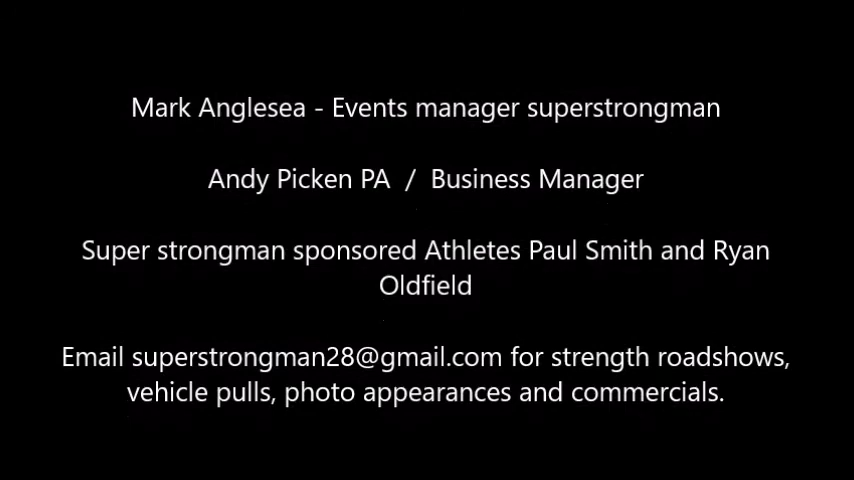 Mark Anglesea - Events manager superstrongman
Andy Picken PA / Business Manager
Super strongman sponsored Athletes Paul Smith and Ryan
Oldfield
Email superstrongman28@gmail.com for strength roadshows,
vehicle pulls, photo appearances and commercials.